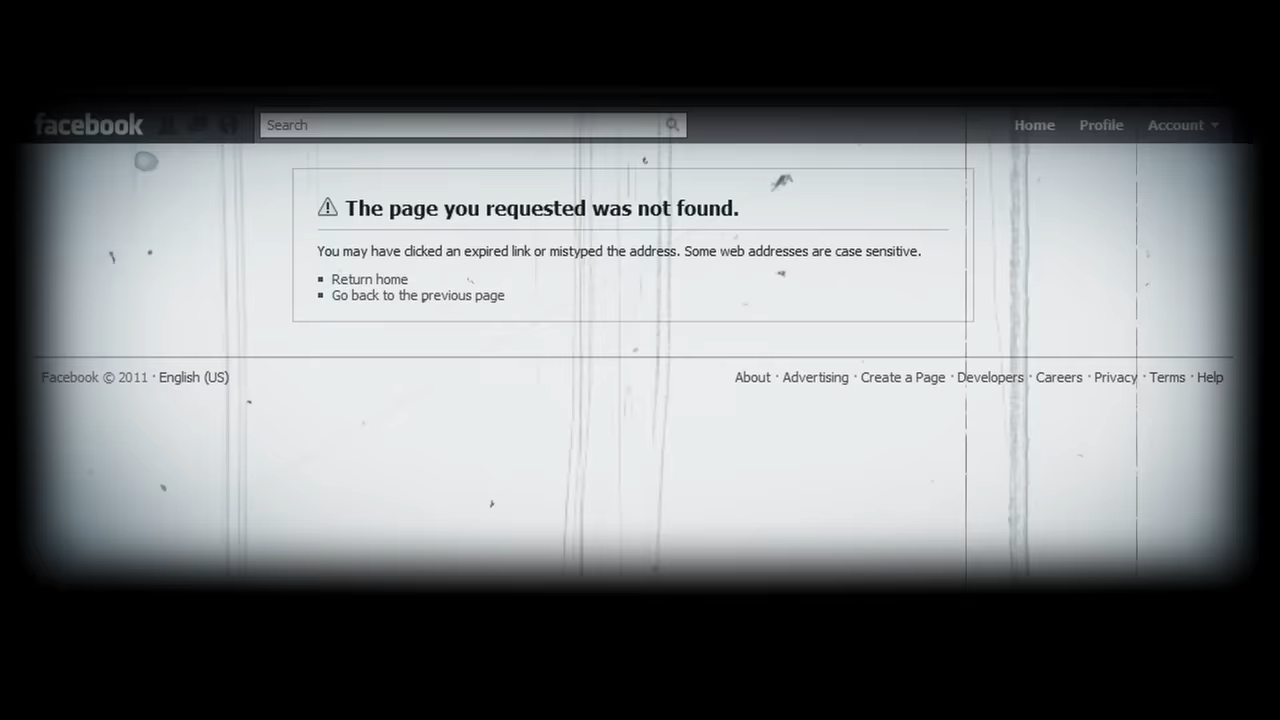 facebook Search Home Profile Account
The page you requested was not found.
You may have clicked an expired link or mistyped the address. Some web addresses are case sensitive.
Return home
Go back to the previous page
Facebook © 2011 · English (US) About · Advertising · Create a Page · Developers · Careers · Privacy · Terms · Help